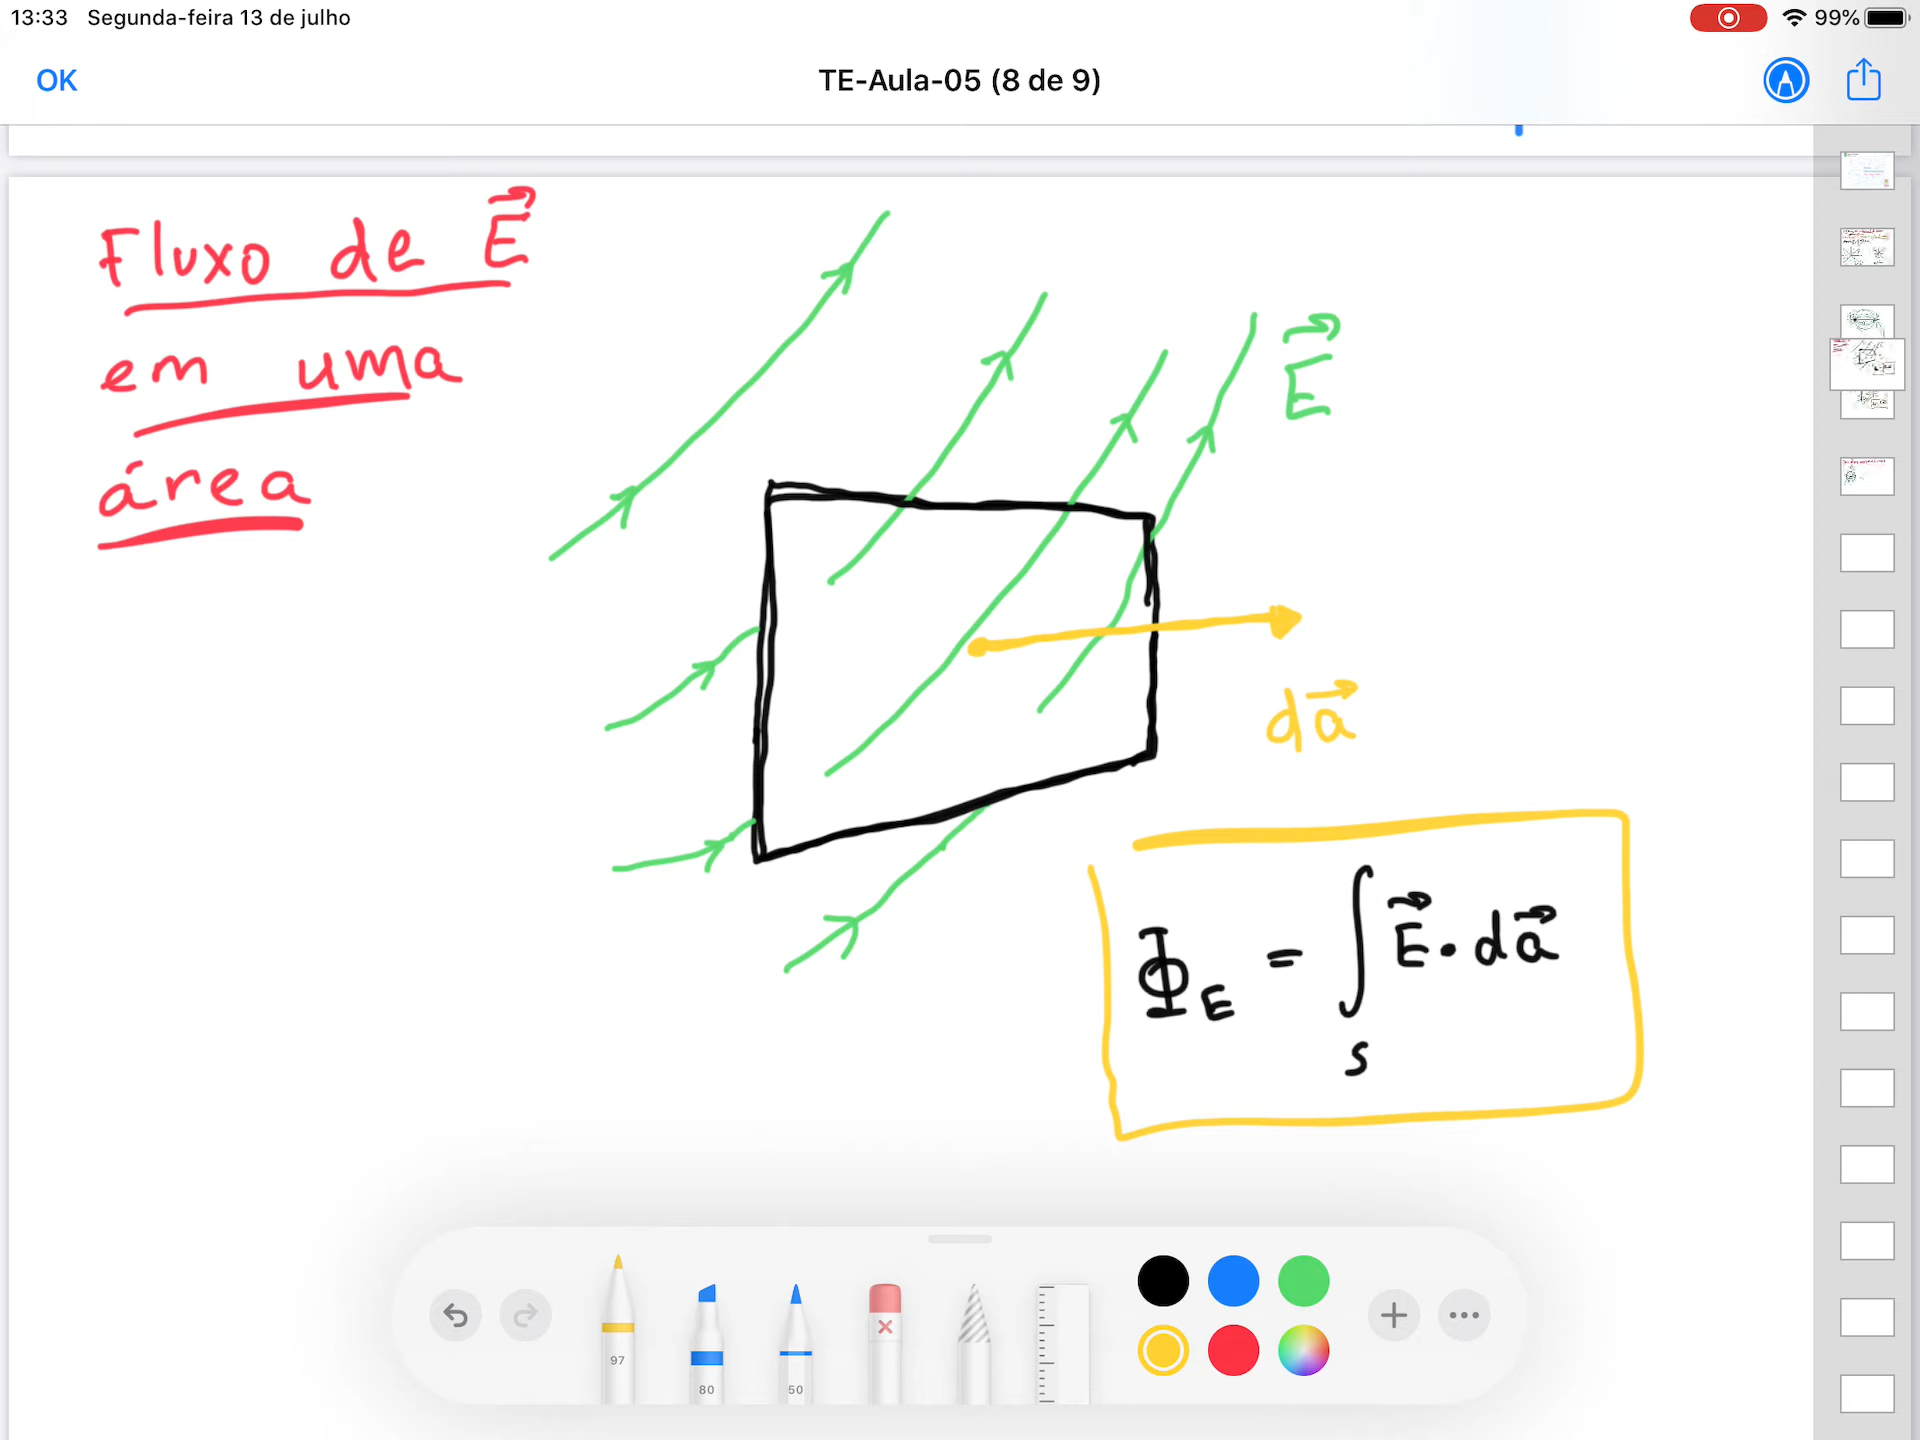 13:33 Segunda-feira 13 de julho 99%
OK TE-Aula-05 (8 de 9)
Fluxo de E⃗
em uma
área
E⃗
da⃗
Φ_E = ∫_S E⃗ · da⃗
97 80 50